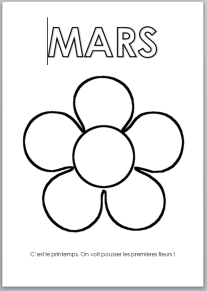 MARS
C'est le printemps. On voit pousser les premières fleurs !